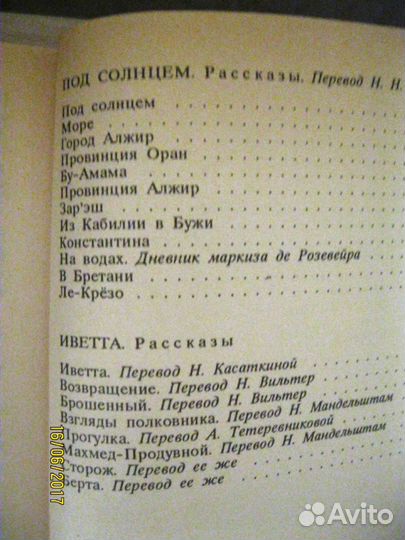 ПОД СОЛНЦЕМ. Рассказы. Перевод Н. Н.
Под солнцем
Море
Город Алжир
Провинция Оран
Бу-Амама
Провинция Алжир
Зар'эш
Из Кабилии в Бужи
Константина
На водах. Дневник маркиза де Розевейра
В Бретани
Ле-Крёзо
ИВЕТТА. Рассказы
Иветта. Перевод Н. Касаткиной
Возвращение. Перевод Н. Вильтер
Брошенный. Перевод Н. Вильтер
Взгляды полковника. Перевод Н. Мандельштам
Прогулка. Перевод А. Тетеревниковой
Махмед-Продувной. Перевод Н. Мандельштам
Сторож. Перевод ее же
Берта. Перевод ее же
16/06/2017
Avito